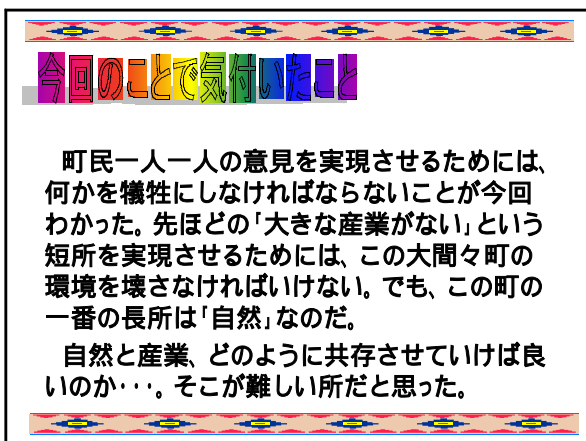 今回のことで気付いたこと
町民一人一人の意見を実現させるためには、
何かを犠牲にしなければならないことが今回
わかった。先ほどの「大きな産業がない」という
短所を実現させるためには、この大間々町の
環境を壊さなければいけない。でも、この町の
一番の長所は「自然」なのだ。
自然と産業、どのように共存させていけば良
いのか・・・。そこが難しい所だと思った。